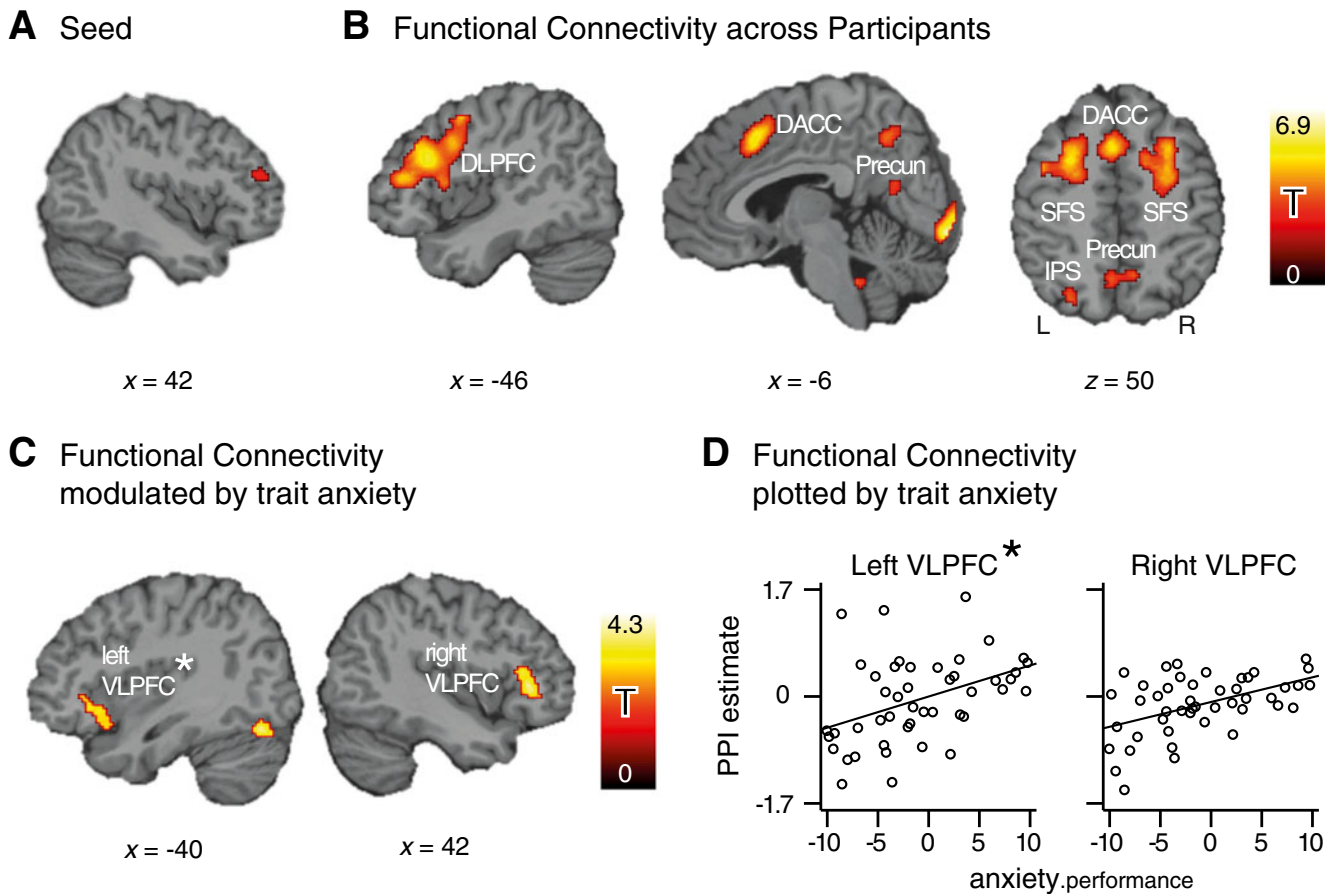 A Seed
B Functional Connectivity across Participants
DLPFC
DACC
Precun
DACC
SFS
SFS
Precun
IPS
L
R
6.9
T
0
x = 42
x = -46
x = -6
z = 50
C Functional Connectivity
modulated by trait anxiety
left
VLPFC *
right
VLPFC
4.3
T
0
x = -40
x = 42
D Functional Connectivity
plotted by trait anxiety
Left VLPFC *
Right VLPFC
PPI estimate
1.7
0
-1.7
-10 -5 0 5 10
-10 -5 0 5 10
anxiety.performance